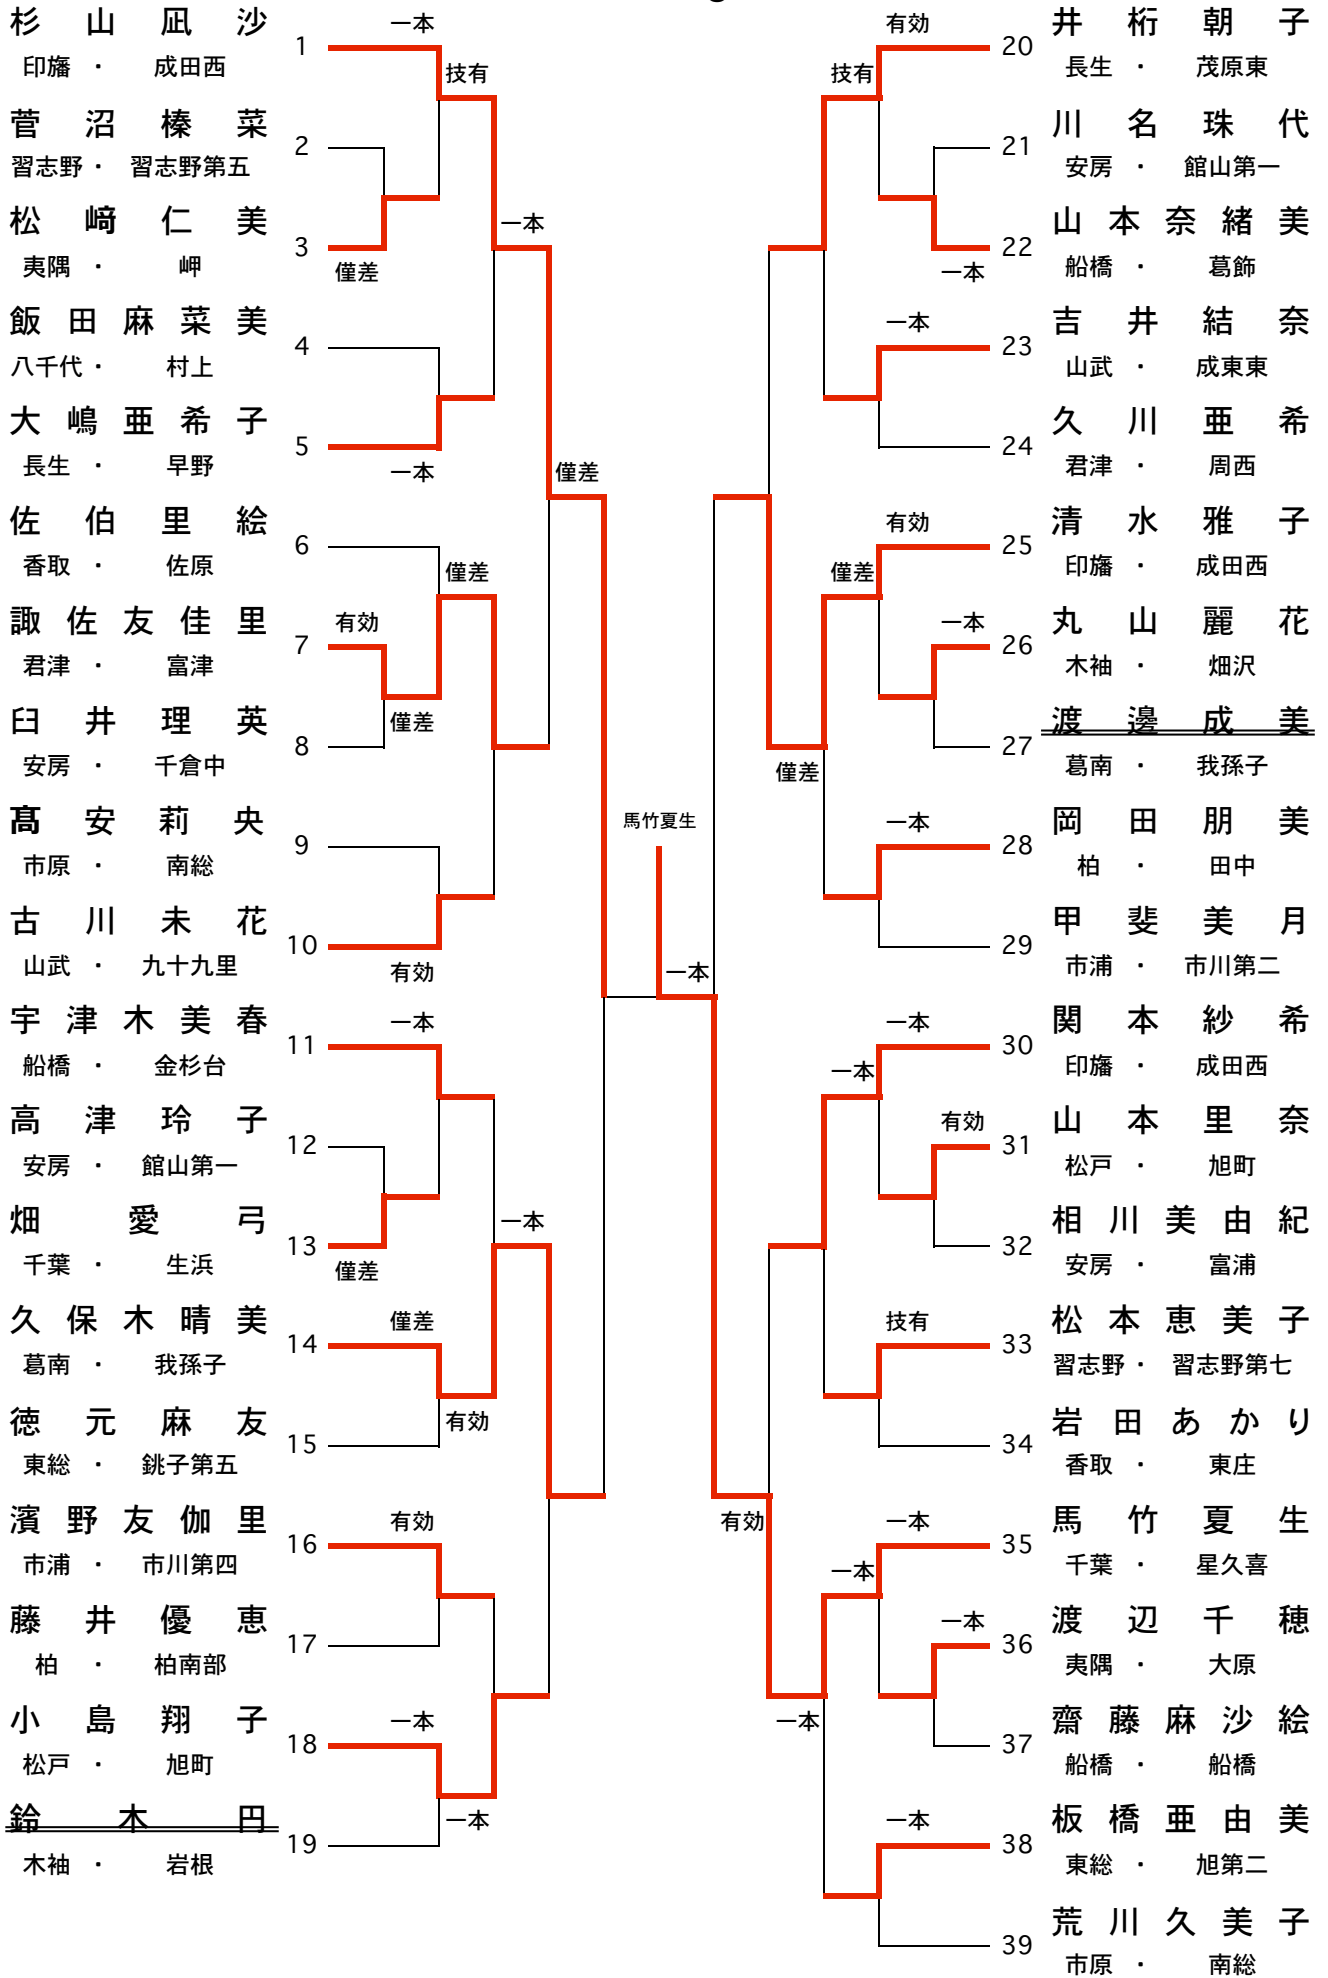 杉山凪沙
1
一本
印旛・成田西
技有
菅沼榛菜
2
習志野・習志野第五
松﨑仁美
3
一本
夷隅・岬
僅差
飯田麻菜美
4
八千代・村上
大嶋亜希子
5
長生・早野
一本
僅差
佐伯里絵
6
香取・佐原
僅差
諏佐友佳里
7
有効
君津・富津
臼井理英
8
僅差
安房・千倉中
髙安莉央
9
市原・南総
古川未花
10
山武・九十九里
有効
宇津木美春
11
一本
船橋・金杉台
高津玲子
12
安房・館山第一
畑愛弓
13
一本
千葉・生浜
僅差
久保木晴美
14
僅差
葛南・我孫子
徳元麻友
15
有効
東総・銚子第五
濱野友伽里
16
有効
市浦・市川第四
藤井優恵
17
柏・柏南部
小島翔子
18
一本
松戸・旭町
鈴木円
19
一本
木袖・岩根
馬竹夏生
一本
有効
20
井桁朝子
技有
長生・茂原東
21
川名珠代
安房・館山第一
22
山本奈緒美
一本
船橋・葛飾
一本
23
吉井結奈
山武・成東東
24
久川亜希
君津・周西
有効
25
清水雅子
僅差
印旛・成田西
一本
26
丸山麗花
木袖・畑沢
27
渡邊成美
僅差
葛南・我孫子
一本
28
岡田朋美
柏・田中
29
甲斐美月
市浦・市川第二
一本
30
関本紗希
一本
印旛・成田西
有効
31
山本里奈
松戸・旭町
32
相川美由紀
安房・富浦
技有
33
松本恵美子
習志野・習志野第七
34
岩田あかり
香取・東庄
有効
一本
35
馬竹夏生
一本
千葉・星久喜
一本
36
渡辺千穂
夷隅・大原
一本
37
齋藤麻沙絵
船橋・船橋
一本
38
板橋亜由美
東総・旭第二
39
荒川久美子
市原・南総